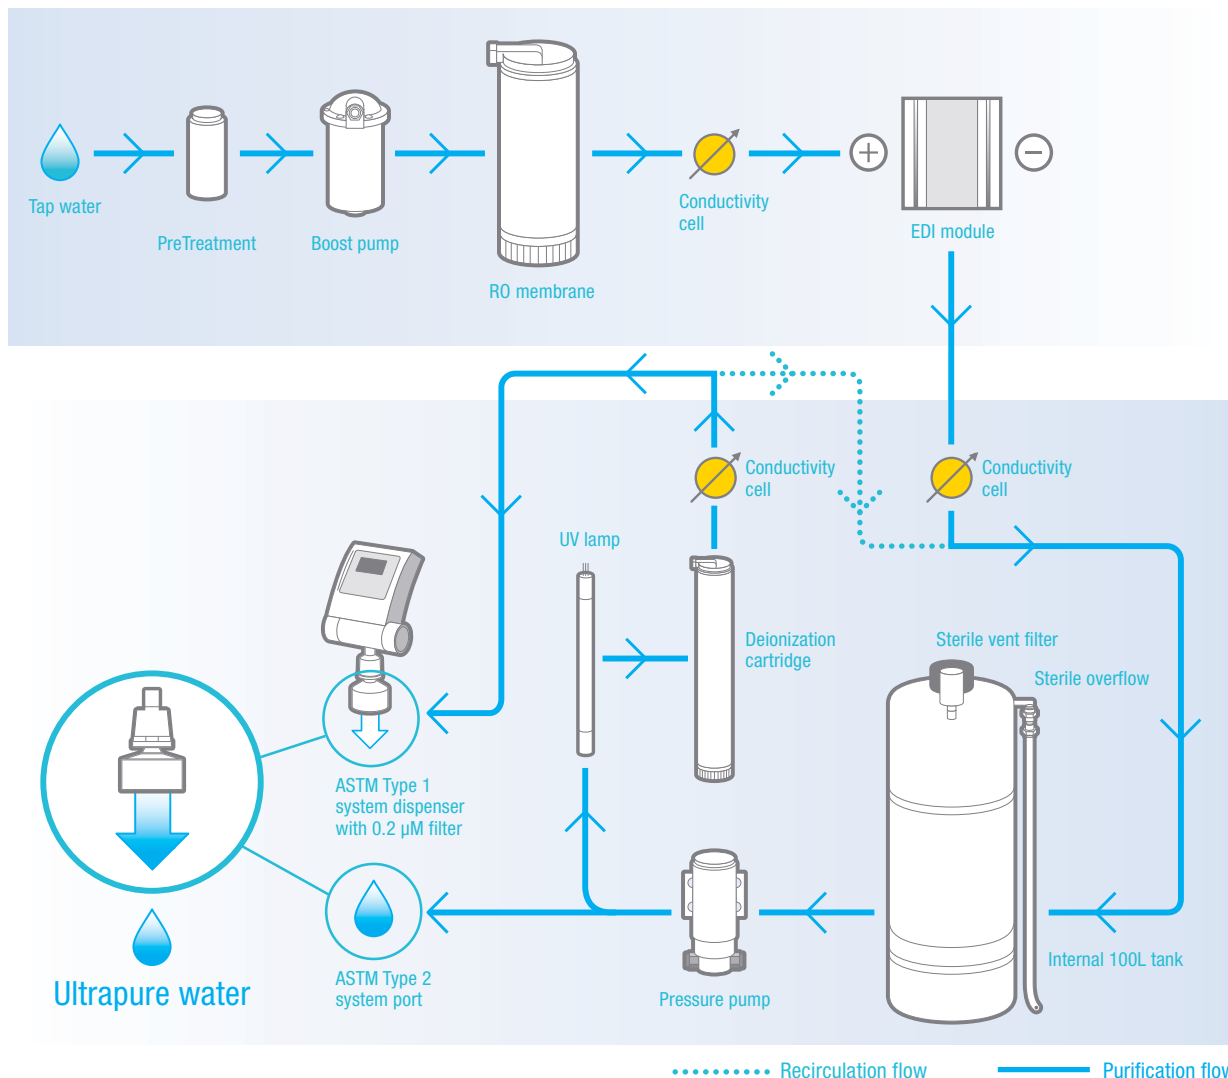 Tap water
PreTreatment
Boost pump
RO membrane
Conductivity
cell
EDI module
Conductivity
cell
Conductivity
cell
UV lamp
Deionization
cartridge
Sterile vent filter
Sterile overflow
ASTM Type 1
system dispenser
with 0.2 µM filter
ASTM Type 2
system port
Ultrapure water
Pressure pump
Internal 100L tank
Recirculation flow
Purification flow